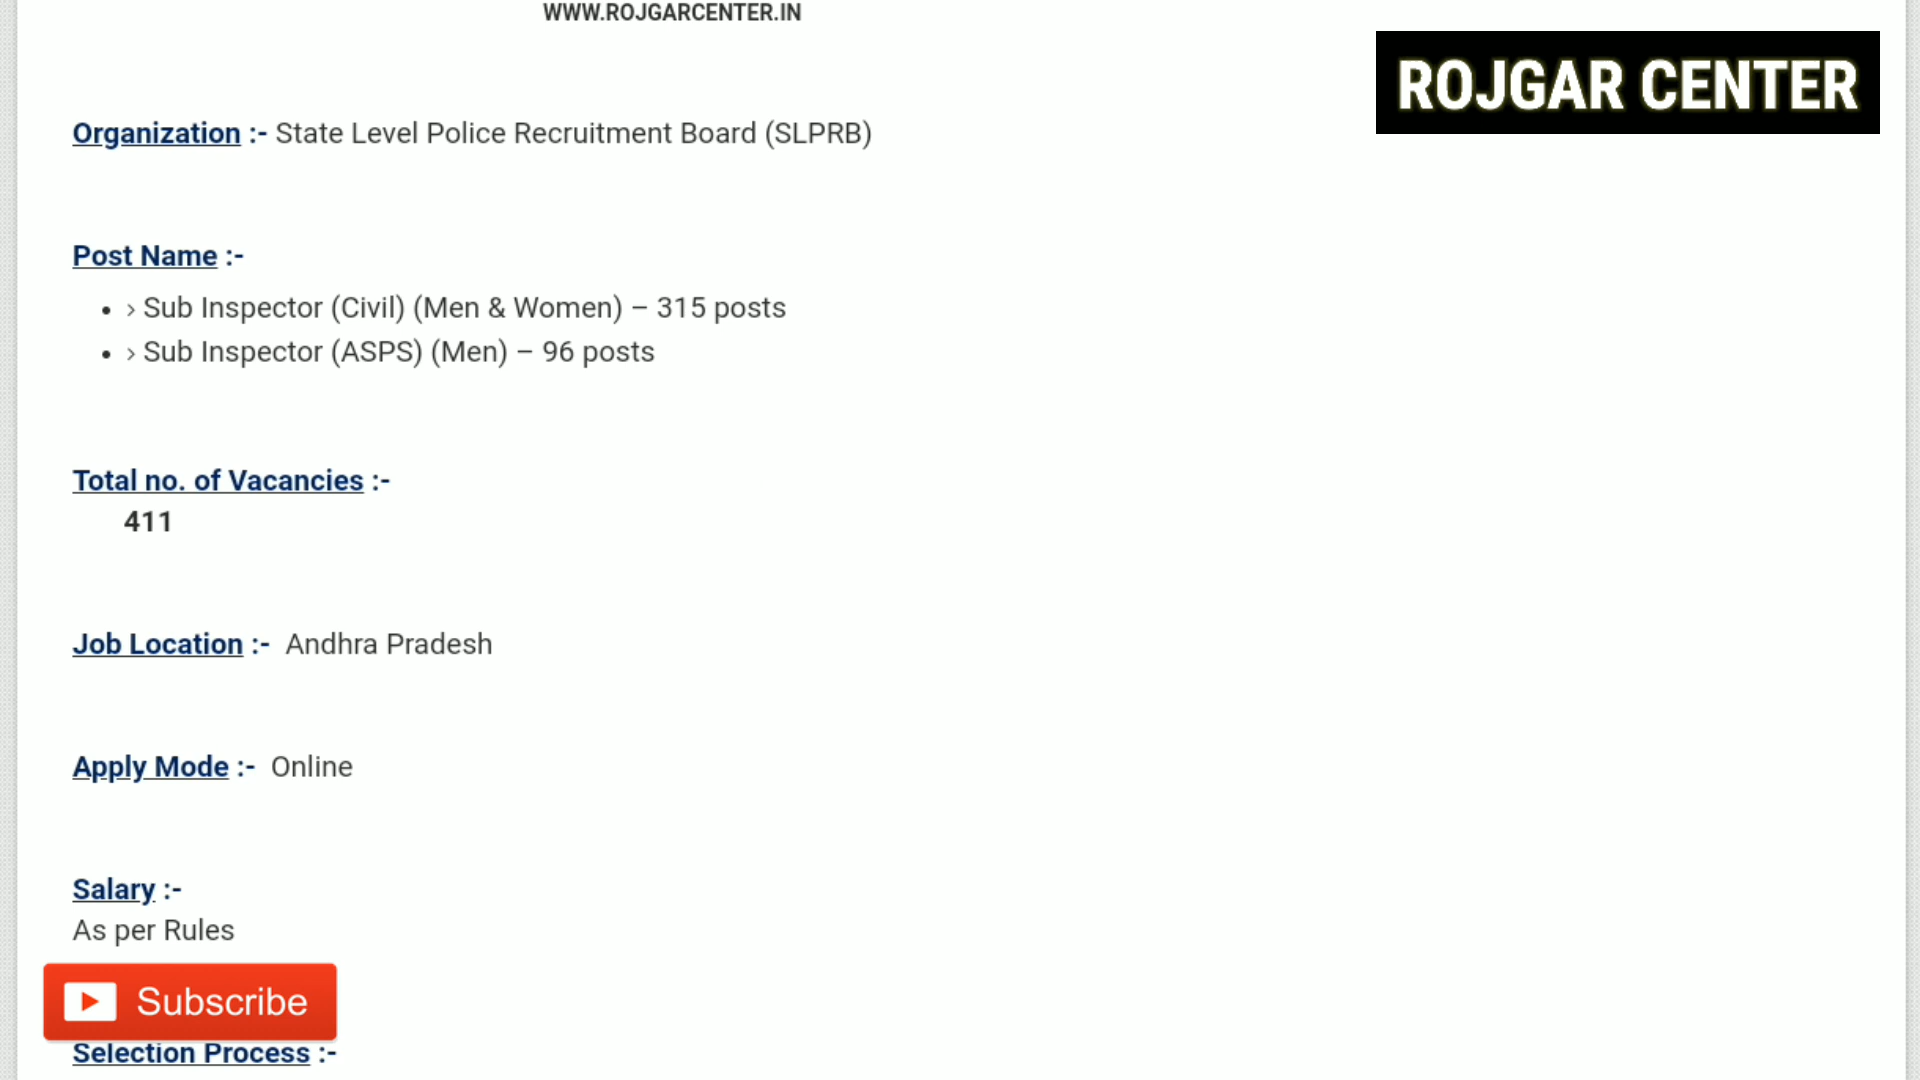 WWW.ROJGARCENTER.IN
ROJGAR CENTER
Organization :- State Level Police Recruitment Board (SLPRB)
Post Name :-
• › Sub Inspector (Civil) (Men & Women) – 315 posts
• › Sub Inspector (ASPS) (Men) – 96 posts
Total no. of Vacancies :-
411
Job Location :- Andhra Pradesh
Apply Mode :- Online
Salary :-
As per Rules
Subscribe
Selection Process :-